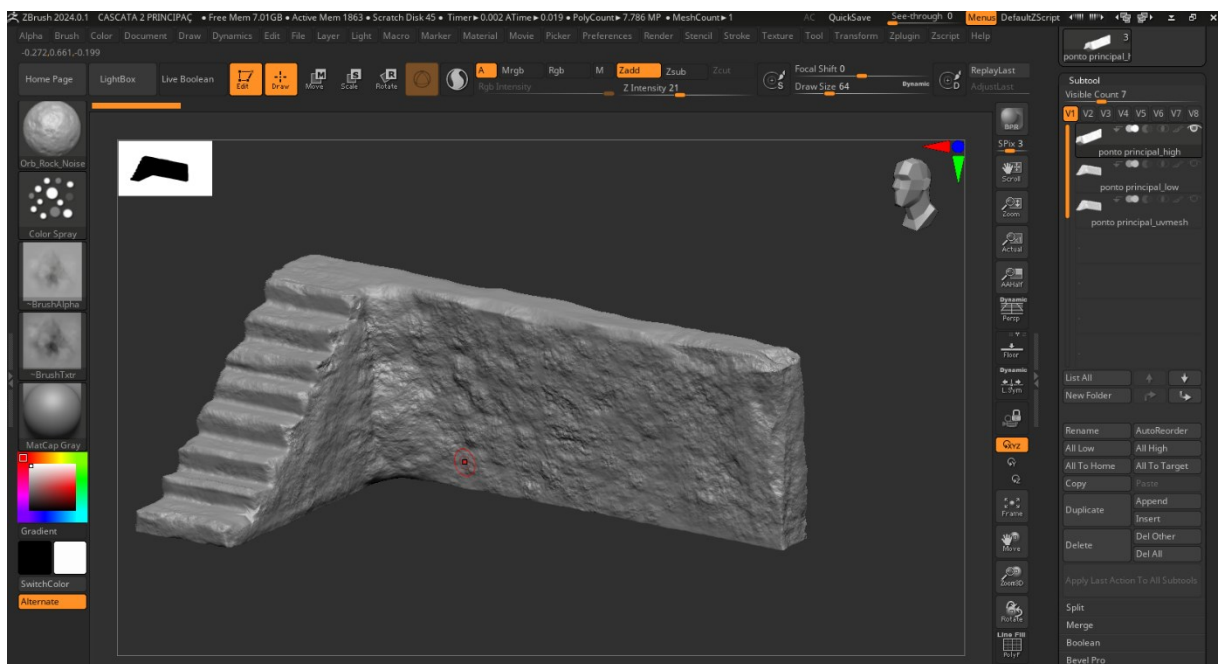 ZBrush 2024.0.1 CASCATA 2 PRINCIPAÇ • Free Mem 7.01GB • Active Mem 1863 • Scratch Disk 45 • Timer▶0.002 ATime▶0.019 • PolyCount▶7.786 MP • MeshCount▶1 AC QuickSave See-through 0 Menus DefaultZScript
Alpha Brush Color Document Draw Dynamics Edit File Layer Light Macro Marker Material Movie Picker Preferences Render Stencil Stroke Texture Tool Transform Zplugin Zscript Help
-0.272,0.661,-0.199
Home Page LightBox Live Boolean Edit Draw Move Scale Rotate A Mrgb Rgb M Zadd Zsub Zcut Focal Shift 0 ReplayLast
Rgb Intensity Z Intensity 21 S Draw Size 64 Dynamic D AdjustLast
3
ponto principal_h
Subtool
Visible Count 7
V1 V2 V3 V4 V5 V6 V7 V8
ponto principal_high
ponto principal_low
ponto principal_uvmesh
List All
New Folder
Rename AutoReorder
All Low All High
All To Home All To Target
Copy Paste
Duplicate Append
Insert
Delete Del Other
Del All
Apply Last Action To All Subtools
Split
Merge
Boolean
Bevel Pro
Orb_Rock_Noise
Color Spray
~BrushAlpha
~BrushTxtr
MatCap Gray
Gradient
SwitchColor
Alternate
BPR
SPix 3
Scroll
Zoom
Actual
AAHalf
Dynamic
Persp
Floor
Dynamic
L.Sym
XYZ
Frame
Move
Zoom3D
Rotate
Line Fill
PolyF